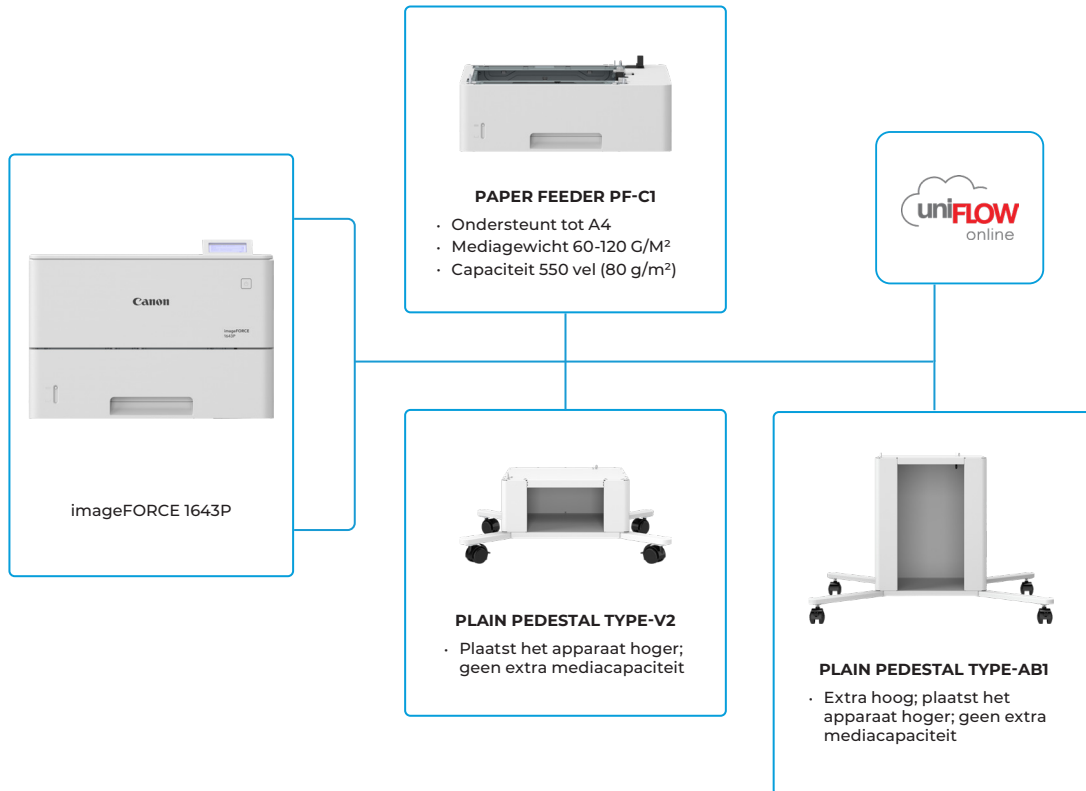 PAPER FEEDER PF-C1
· Ondersteunt tot A4
· Mediagewicht 60-120 G/M²
· Capaciteit 550 vel (80 g/m²)
uniFLOW
online
Canon
imageFORCE
1643P
imageFORCE 1643P
PLAIN PEDESTAL TYPE-V2
· Plaatst het apparaat hoger;
geen extra mediacapaciteit
PLAIN PEDESTAL TYPE-AB1
· Extra hoog; plaatst het
apparaat hoger; geen extra
mediacapaciteit